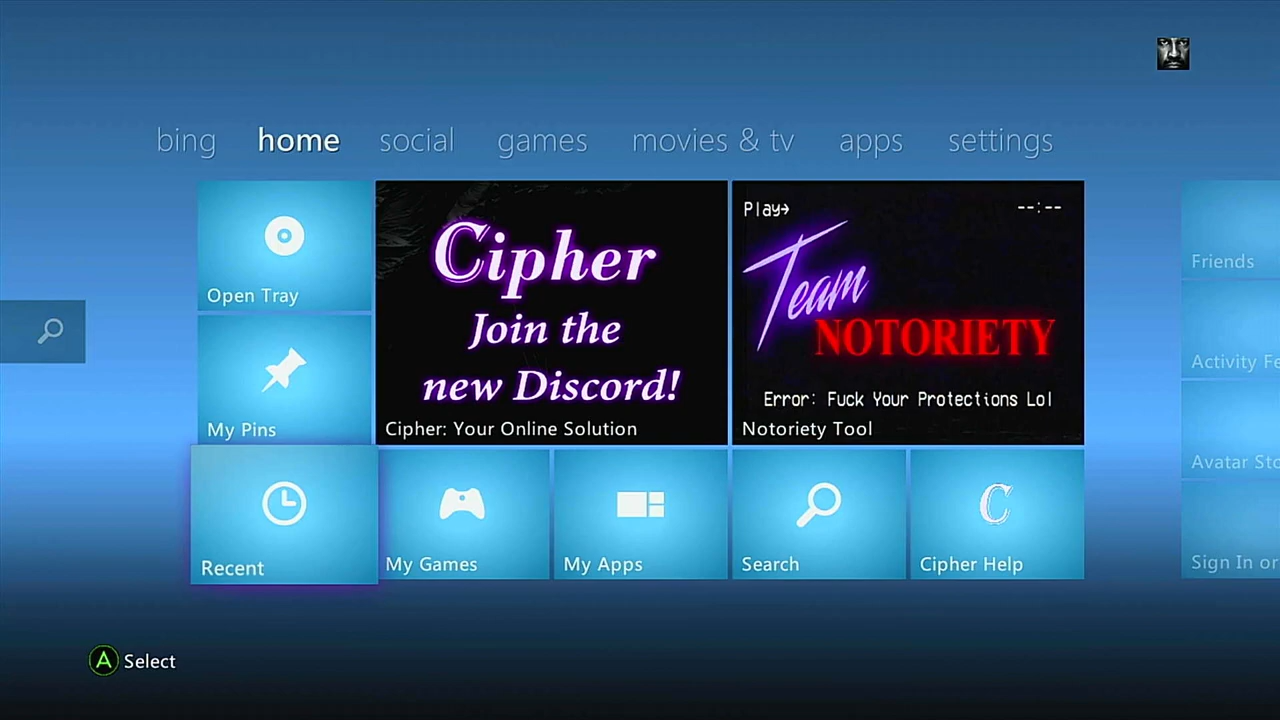 bing home social games movies & tv apps settings
Open Tray
My Pins
Cipher
Join the
new Discord!
Cipher: Your Online Solution
Play→ --:--
Team
NOTORIETY
Error: Fuck Your Protections Lol
Notoriety Tool
Recent
My Games
My Apps
Search
C
Cipher Help
Friends
Activity Fe
Avatar Sto
Sign In or
A Select